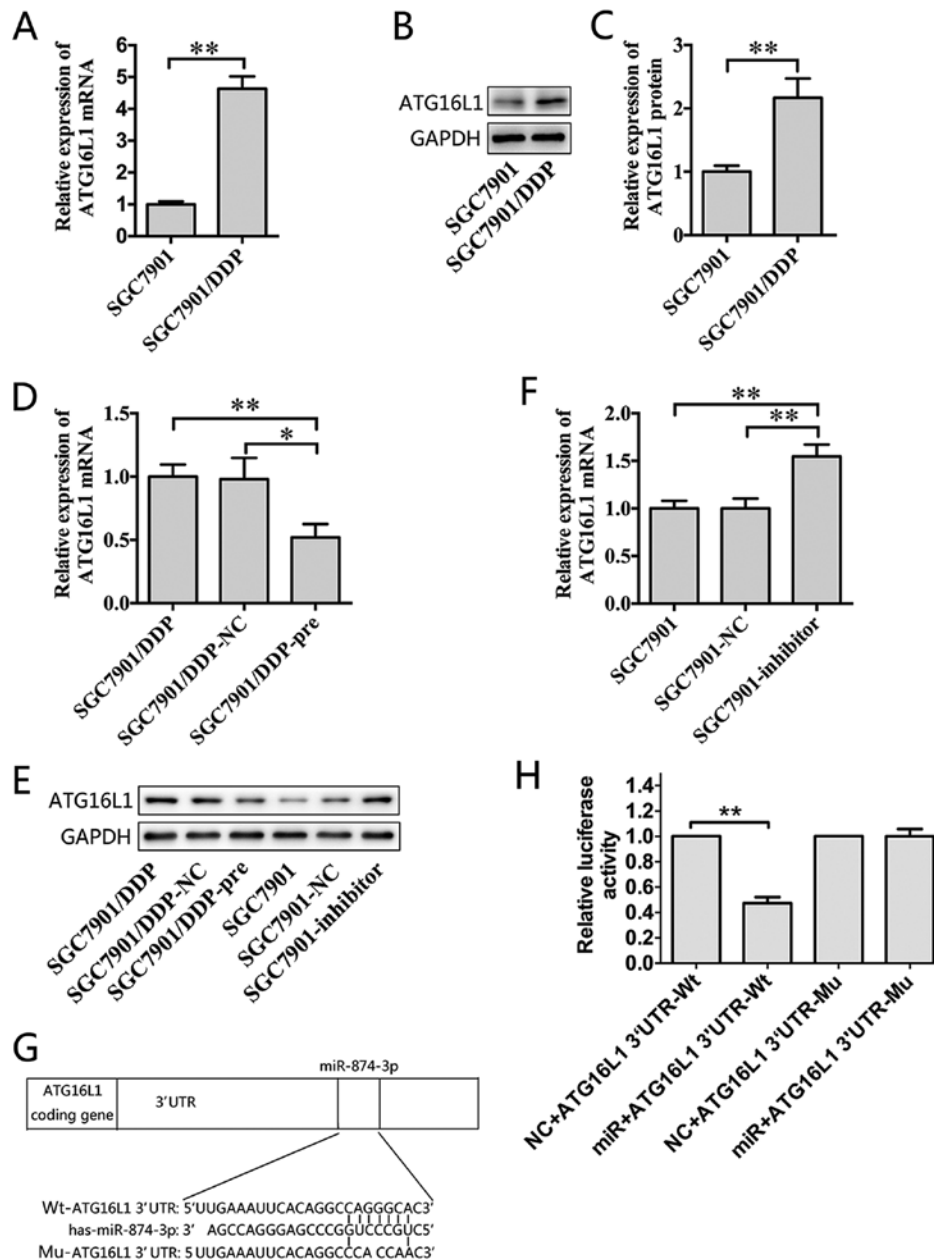 A
Relative expression of
ATG16L1 mRNA
6
5
4
3
2
1
0
**
SGC7901
SGC7901/DDP
B
ATG16L1
GAPDH
SGC7901
SGC7901/DDP
C
Relative expression of
ATG16L1 protein
3
2
1
0
**
SGC7901
SGC7901/DDP
D
Relative expression of
ATG16L1 mRNA
1.5
1.0
0.5
0.0
**
*
SGC7901/DDP
SGC7901/DDP-NC
SGC7901/DDP-pre
F
Relative expression of
ATG16L1 mRNA
2.0
1.5
1.0
0.5
0.0
**
**
SGC7901
SGC7901-NC
SGC7901-inhibitor
E
ATG16L1
GAPDH
SGC7901/DDP
SGC7901/DDP-NC
SGC7901/DDP-pre
SGC7901
SGC7901-NC
SGC7901-inhibitor
H
Relative luciferase
activity
1.4
1.2
1.0
0.8
0.6
0.4
0.2
0.0
**
NC+ATG16L1 3'UTR-Wt
miR+ATG16L1 3'UTR-Wt
NC+ATG16L1 3'UTR-Mu
miR+ATG16L1 3'UTR-Mu
G
miR-874-3p
ATG16L1
coding gene
3'UTR
Wt-ATG16L1 3'UTR: 5'UUGAAAUUCACAGGCCAGGGCAC3'
has-miR-874-3p: 3' AGCCAGGGAGCCCGGUCCCGUC5'
Mu-ATG16L1 3'UTR: 5UUGAAAUUCACAGGCCCA CCAAC3'